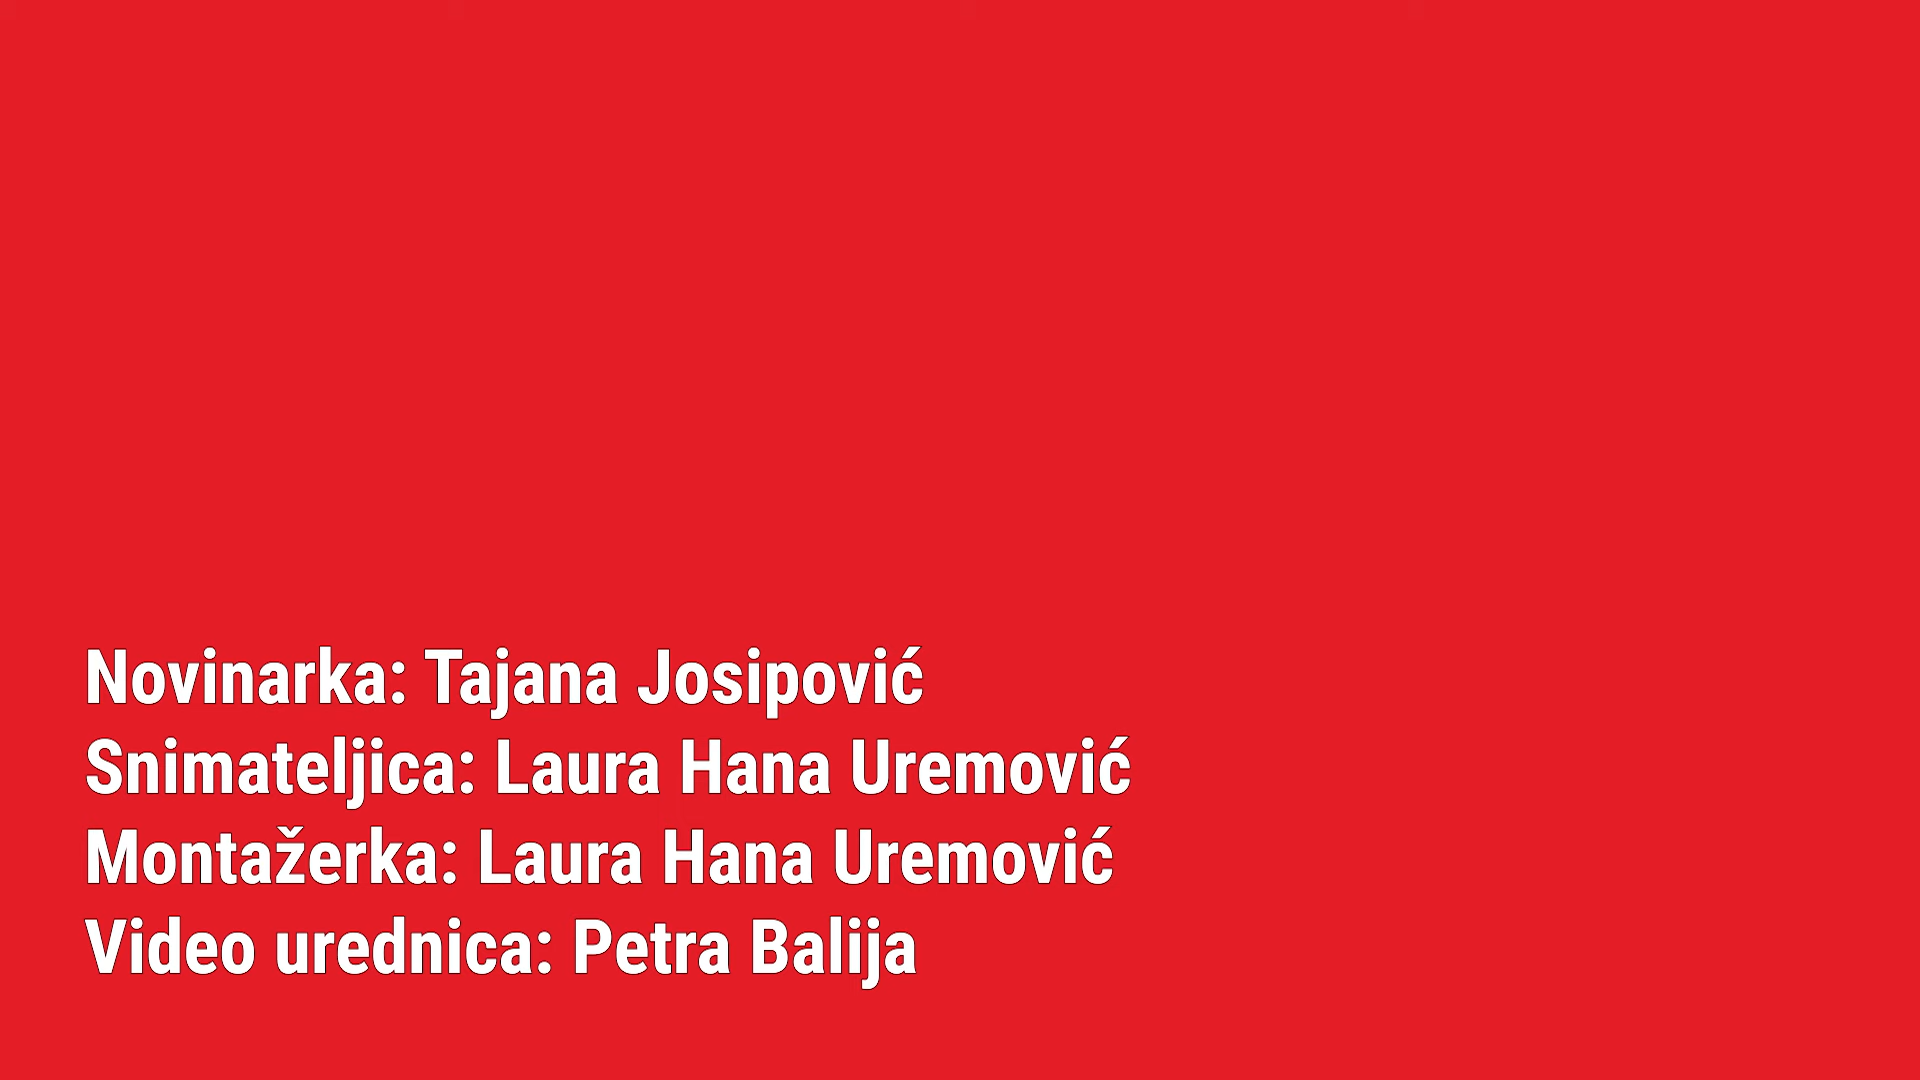 Novinarka: Tajana Josipović
Snimateljica: Laura Hana Uremović
Montažerka: Laura Hana Uremović
Video urednica: Petra Balija